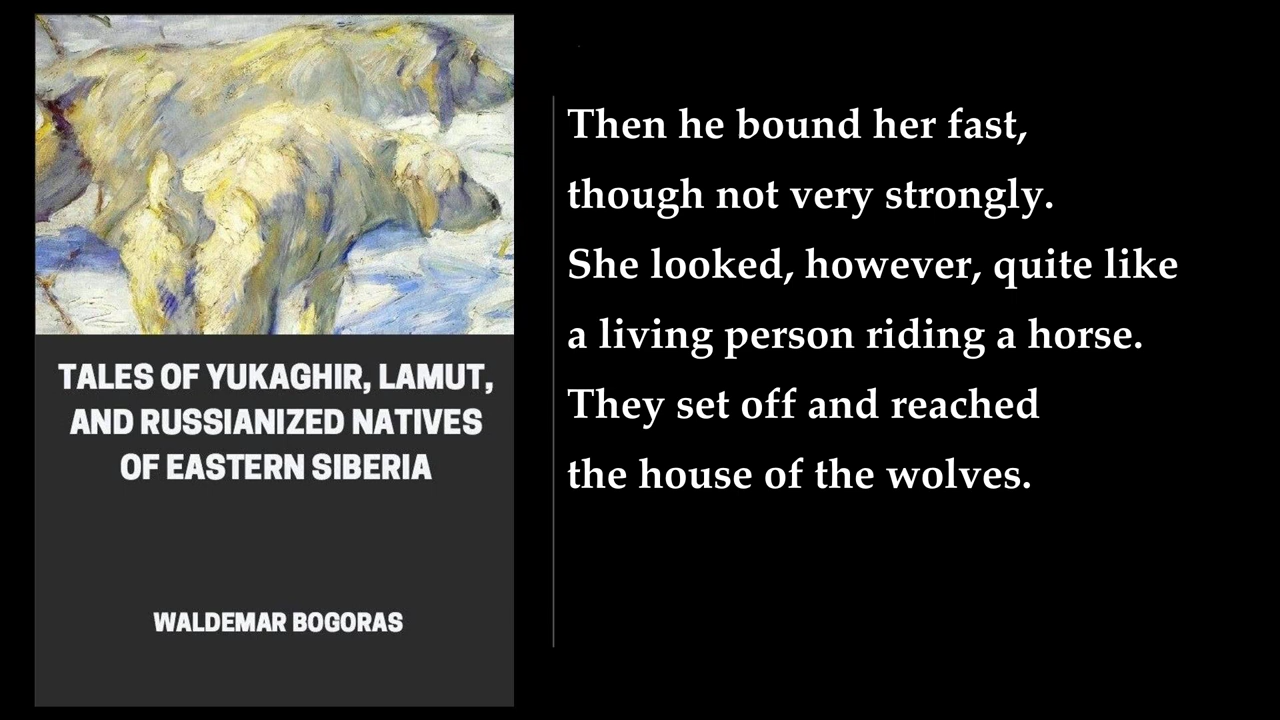 TALES OF YUKAGHIR, LAMUT,
AND RUSSIANIZED NATIVES
OF EASTERN SIBERIA
WALDEMAR BOGORAS
Then he bound her fast,
though not very strongly.
She looked, however, quite like
a living person riding a horse.
They set off and reached
the house of the wolves.